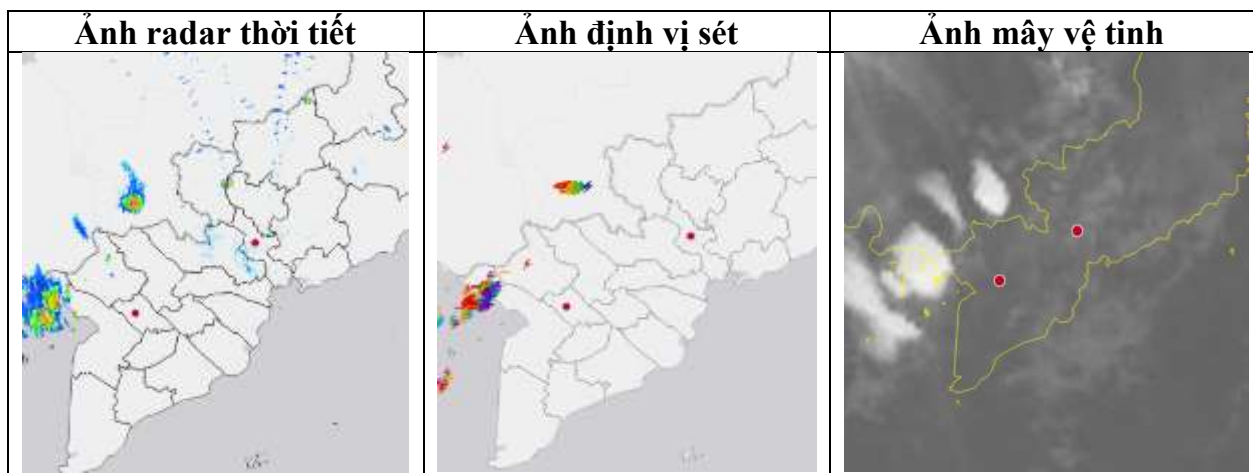 Ảnh radar thời tiết
Ảnh định vị sét
Ảnh mây vệ tinh